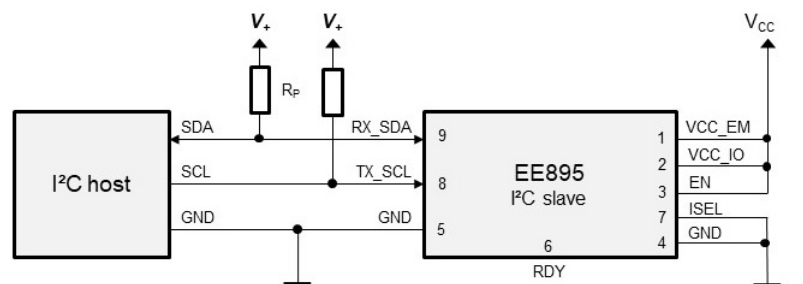 V+ V+ VCC
RP
SDA RX_SDA 9 1 VCC_EM
I²C host SCL TX_SCL 8 EE895 2 VCC_IO
I²C slave 3 EN
GND GND 5 7 ISEL
6 4 GND
RDY